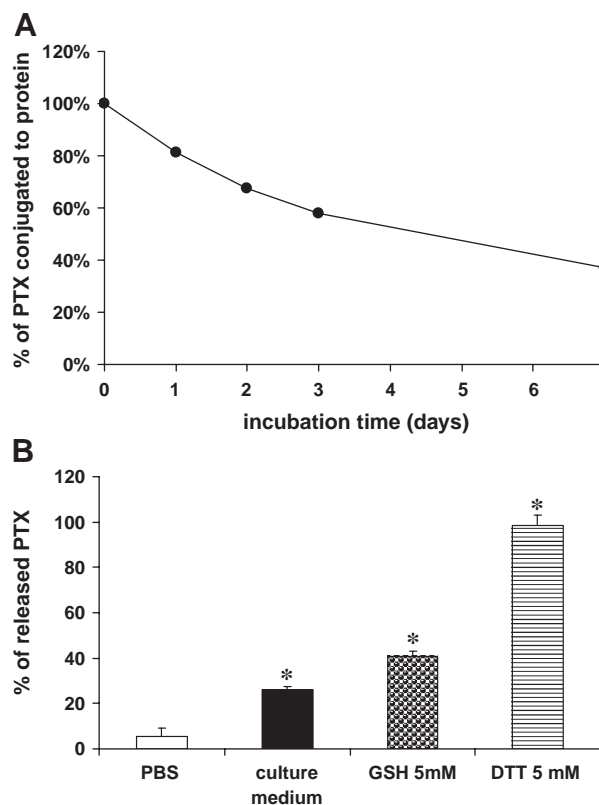 A
120%
100%
80%
60%
40%
20%
0%
% of PTX conjugated to protein
0 1 2 3 4 5 6
incubation time (days)
B
120
100
80
60
40
20
0
% of released PTX
* * *
PBS culture medium GSH 5mM DTT 5 mM